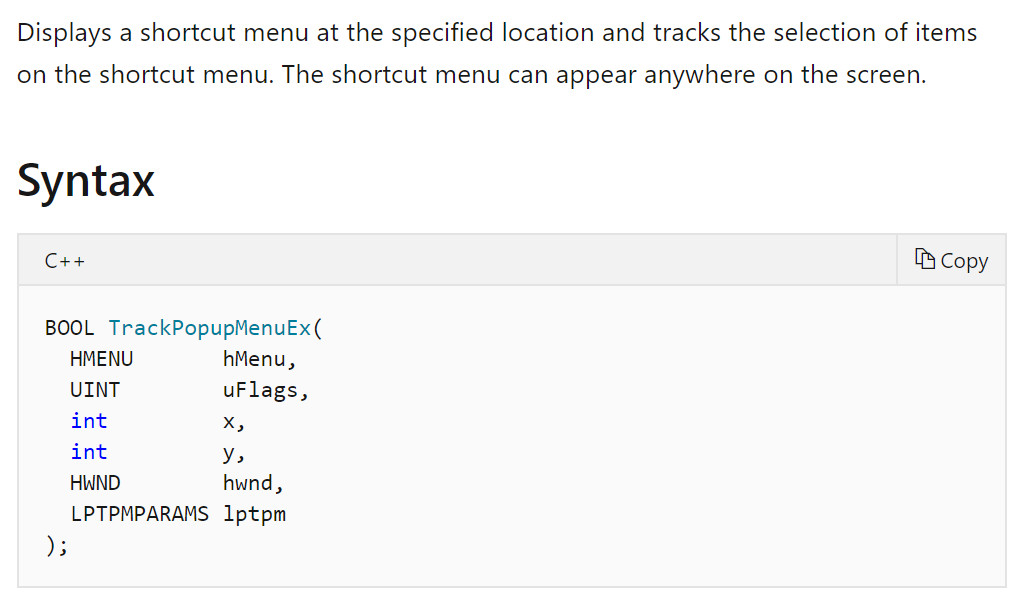 Displays a shortcut menu at the specified location and tracks the selection of items
on the shortcut menu. The shortcut menu can appear anywhere on the screen.
Syntax
C++ Copy
BOOL TrackPopupMenuEx(
  HMENU       hMenu,
  UINT        uFlags,
  int         x,
  int         y,
  HWND        hwnd,
  LPTPMPARAMS lptpm
);